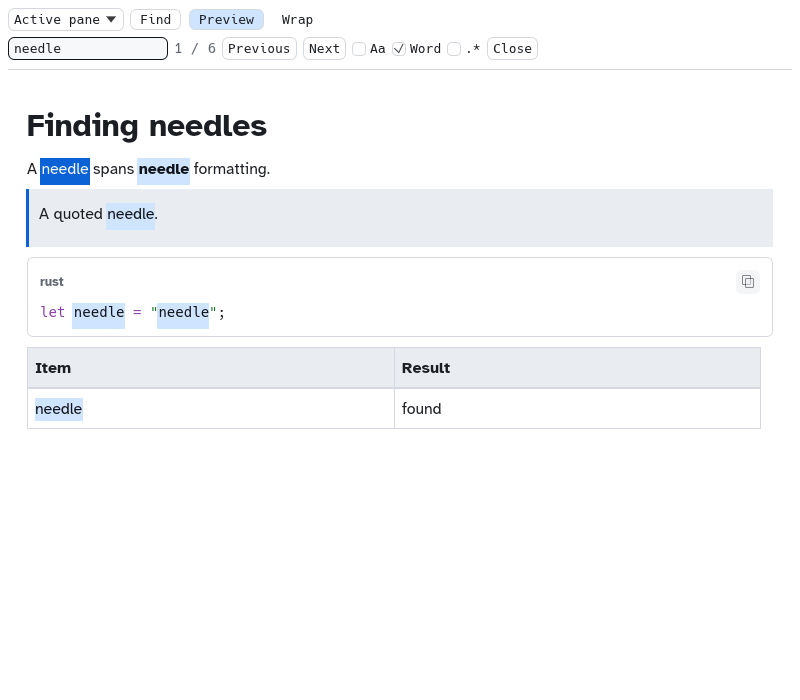 Active pane Find Preview Wrap
needle 1 / 6 Previous Next Aa Word .* Close
Finding needles
A needle spans needle formatting.
A quoted needle.
rust
let needle = "needle";
Item Result
needle found